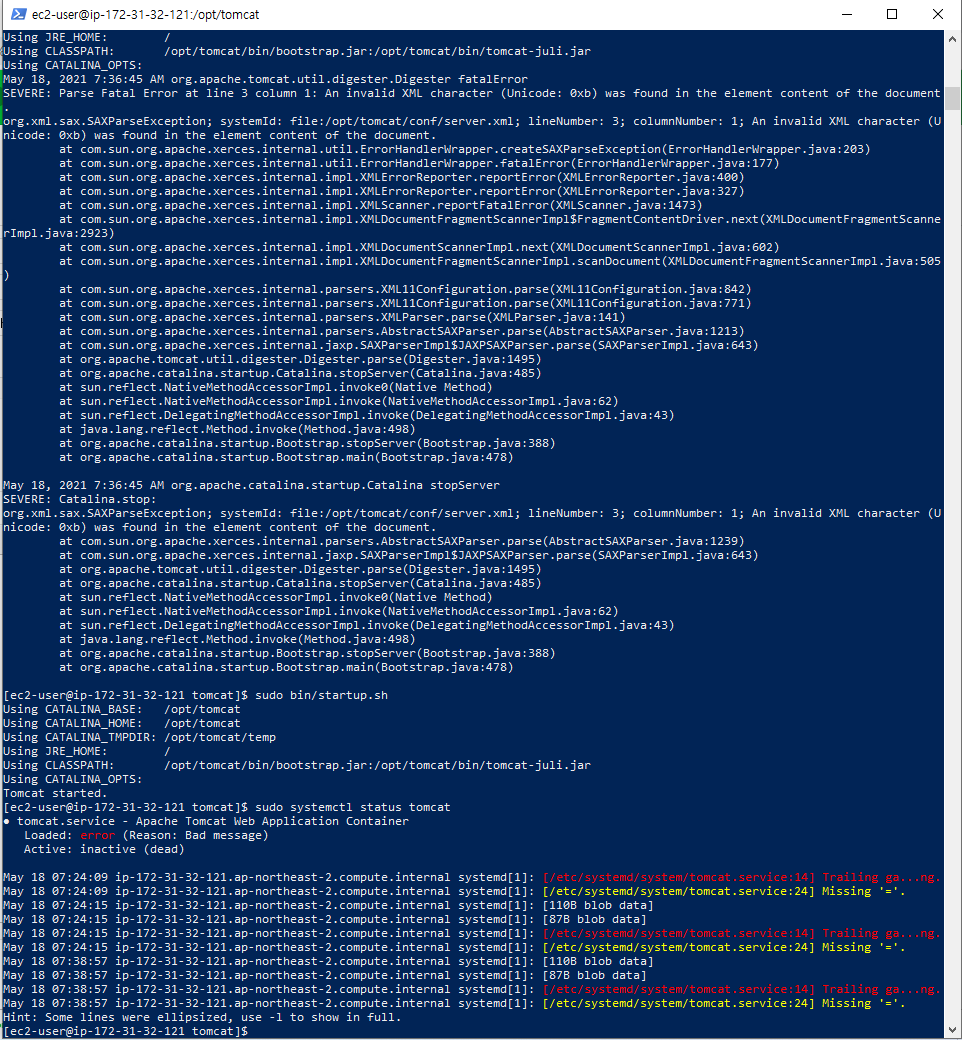 ec2-user@ip-172-31-32-121:/opt/tomcat
Using JRE_HOME:        /
Using CLASSPATH:       /opt/tomcat/bin/bootstrap.jar:/opt/tomcat/bin/tomcat-juli.jar
Using CATALINA_OPTS:
May 18, 2021 7:36:45 AM org.apache.tomcat.util.digester.Digester fatalError
SEVERE: Parse Fatal Error at line 3 column 1: An invalid XML character (Unicode: 0xb) was found in the element content of the document
.
org.xml.sax.SAXParseException; systemId: file:/opt/tomcat/conf/server.xml; lineNumber: 3; columnNumber: 1; An invalid XML character (U
nicode: 0xb) was found in the element content of the document.
        at com.sun.org.apache.xerces.internal.util.ErrorHandlerWrapper.createSAXParseException(ErrorHandlerWrapper.java:203)
        at com.sun.org.apache.xerces.internal.util.ErrorHandlerWrapper.fatalError(ErrorHandlerWrapper.java:177)
        at com.sun.org.apache.xerces.internal.impl.XMLErrorReporter.reportError(XMLErrorReporter.java:400)
        at com.sun.org.apache.xerces.internal.impl.XMLErrorReporter.reportError(XMLErrorReporter.java:327)
        at com.sun.org.apache.xerces.internal.impl.XMLScanner.reportFatalError(XMLScanner.java:1473)
        at com.sun.org.apache.xerces.internal.impl.XMLDocumentFragmentScannerImpl$FragmentContentDriver.next(XMLDocumentFragmentScanne
rImpl.java:2923)
        at com.sun.org.apache.xerces.internal.impl.XMLDocumentScannerImpl.next(XMLDocumentScannerImpl.java:602)
        at com.sun.org.apache.xerces.internal.impl.XMLDocumentFragmentScannerImpl.scanDocument(XMLDocumentFragmentScannerImpl.java:505
)
        at com.sun.org.apache.xerces.internal.parsers.XML11Configuration.parse(XML11Configuration.java:842)
        at com.sun.org.apache.xerces.internal.parsers.XML11Configuration.parse(XML11Configuration.java:771)
        at com.sun.org.apache.xerces.internal.parsers.XMLParser.parse(XMLParser.java:141)
        at com.sun.org.apache.xerces.internal.parsers.AbstractSAXParser.parse(AbstractSAXParser.java:1213)
        at com.sun.org.apache.xerces.internal.jaxp.SAXParserImpl$JAXPSAXParser.parse(SAXParserImpl.java:643)
        at org.apache.tomcat.util.digester.Digester.parse(Digester.java:1495)
        at org.apache.catalina.startup.Catalina.stopServer(Catalina.java:485)
        at sun.reflect.NativeMethodAccessorImpl.invoke0(Native Method)
        at sun.reflect.NativeMethodAccessorImpl.invoke(NativeMethodAccessorImpl.java:62)
        at sun.reflect.DelegatingMethodAccessorImpl.invoke(DelegatingMethodAccessorImpl.java:43)
        at java.lang.reflect.Method.invoke(Method.java:498)
        at org.apache.catalina.startup.Bootstrap.stopServer(Bootstrap.java:388)
        at org.apache.catalina.startup.Bootstrap.main(Bootstrap.java:478)
May 18, 2021 7:36:45 AM org.apache.catalina.startup.Catalina stopServer
SEVERE: Catalina.stop:
org.xml.sax.SAXParseException; systemId: file:/opt/tomcat/conf/server.xml; lineNumber: 3; columnNumber: 1; An invalid XML character (U
nicode: 0xb) was found in the element content of the document.
        at com.sun.org.apache.xerces.internal.parsers.AbstractSAXParser.parse(AbstractSAXParser.java:1239)
        at com.sun.org.apache.xerces.internal.jaxp.SAXParserImpl$JAXPSAXParser.parse(SAXParserImpl.java:643)
        at org.apache.tomcat.util.digester.Digester.parse(Digester.java:1495)
        at org.apache.catalina.startup.Catalina.stopServer(Catalina.java:485)
        at sun.reflect.NativeMethodAccessorImpl.invoke0(Native Method)
        at sun.reflect.NativeMethodAccessorImpl.invoke(NativeMethodAccessorImpl.java:62)
        at sun.reflect.DelegatingMethodAccessorImpl.invoke(DelegatingMethodAccessorImpl.java:43)
        at java.lang.reflect.Method.invoke(Method.java:498)
        at org.apache.catalina.startup.Bootstrap.stopServer(Bootstrap.java:388)
        at org.apache.catalina.startup.Bootstrap.main(Bootstrap.java:478)
[ec2-user@ip-172-31-32-121 tomcat]$ sudo bin/startup.sh
Using CATALINA_BASE:   /opt/tomcat
Using CATALINA_HOME:   /opt/tomcat
Using CATALINA_TMPDIR: /opt/tomcat/temp
Using JRE_HOME:        /
Using CLASSPATH:       /opt/tomcat/bin/bootstrap.jar:/opt/tomcat/bin/tomcat-juli.jar
Using CATALINA_OPTS:
Tomcat started.
[ec2-user@ip-172-31-32-121 tomcat]$ sudo systemctl status tomcat
● tomcat.service - Apache Tomcat Web Application Container
   Loaded: error (Reason: Bad message)
   Active: inactive (dead)
May 18 07:24:09 ip-172-31-32-121.ap-northeast-2.compute.internal systemd[1]: [/etc/systemd/system/tomcat.service:14] Trailing ga...ng.
May 18 07:24:09 ip-172-31-32-121.ap-northeast-2.compute.internal systemd[1]: [/etc/systemd/system/tomcat.service:24] Missing '='.
May 18 07:24:15 ip-172-31-32-121.ap-northeast-2.compute.internal systemd[1]: [110B blob data]
May 18 07:24:15 ip-172-31-32-121.ap-northeast-2.compute.internal systemd[1]: [87B blob data]
May 18 07:24:15 ip-172-31-32-121.ap-northeast-2.compute.internal systemd[1]: [/etc/systemd/system/tomcat.service:14] Trailing ga...ng.
May 18 07:24:15 ip-172-31-32-121.ap-northeast-2.compute.internal systemd[1]: [/etc/systemd/system/tomcat.service:24] Missing '='.
May 18 07:38:57 ip-172-31-32-121.ap-northeast-2.compute.internal systemd[1]: [110B blob data]
May 18 07:38:57 ip-172-31-32-121.ap-northeast-2.compute.internal systemd[1]: [87B blob data]
May 18 07:38:57 ip-172-31-32-121.ap-northeast-2.compute.internal systemd[1]: [/etc/systemd/system/tomcat.service:14] Trailing ga...ng.
May 18 07:38:57 ip-172-31-32-121.ap-northeast-2.compute.internal systemd[1]: [/etc/systemd/system/tomcat.service:24] Missing '='.
Hint: Some lines were ellipsized, use -l to show in full.
[ec2-user@ip-172-31-32-121 tomcat]$